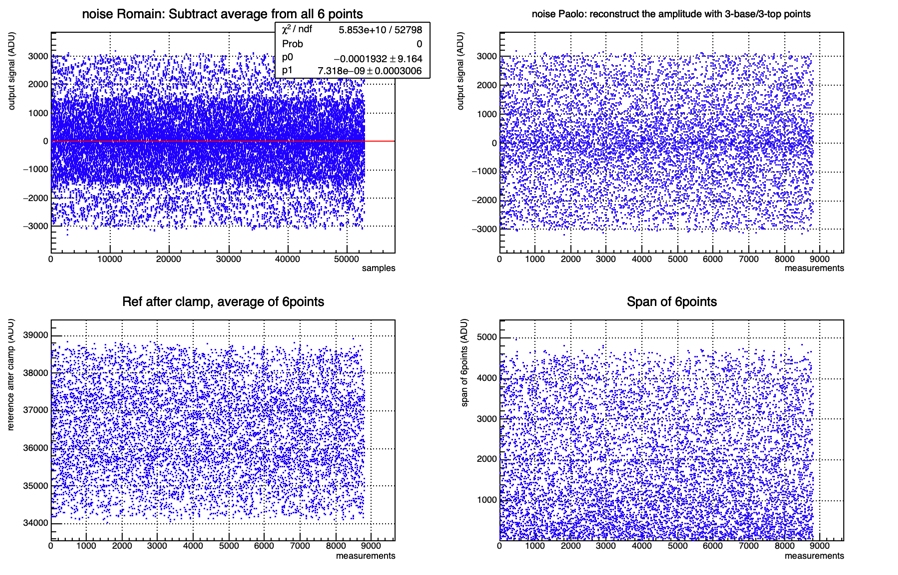 noise Romain: Subtract average from all 6 points
χ² / ndf 5.853e+10 / 52798
Prob 0
p0 −0.0001932 ± 9.164
p1 7.318e−09 ± 0.0003006
output signal (ADU)
3000
2000
1000
0
−1000
−2000
−3000
0 10000 20000 30000 40000 50000
samples
noise Paolo: reconstruct the amplitude with 3-base/3-top points
output signal (ADU)
3000
2000
1000
0
−1000
−2000
−3000
0 1000 2000 3000 4000 5000 6000 7000 8000 9000
measurements
Ref after clamp, average of 6points
reference after clamp (ADU)
39000
38000
37000
36000
35000
34000
0 1000 2000 3000 4000 5000 6000 7000 8000 9000
measurements
Span of 6points
span of 6points (ADU)
5000
4000
3000
2000
1000
0 1000 2000 3000 4000 5000 6000 7000 8000 9000
measurements